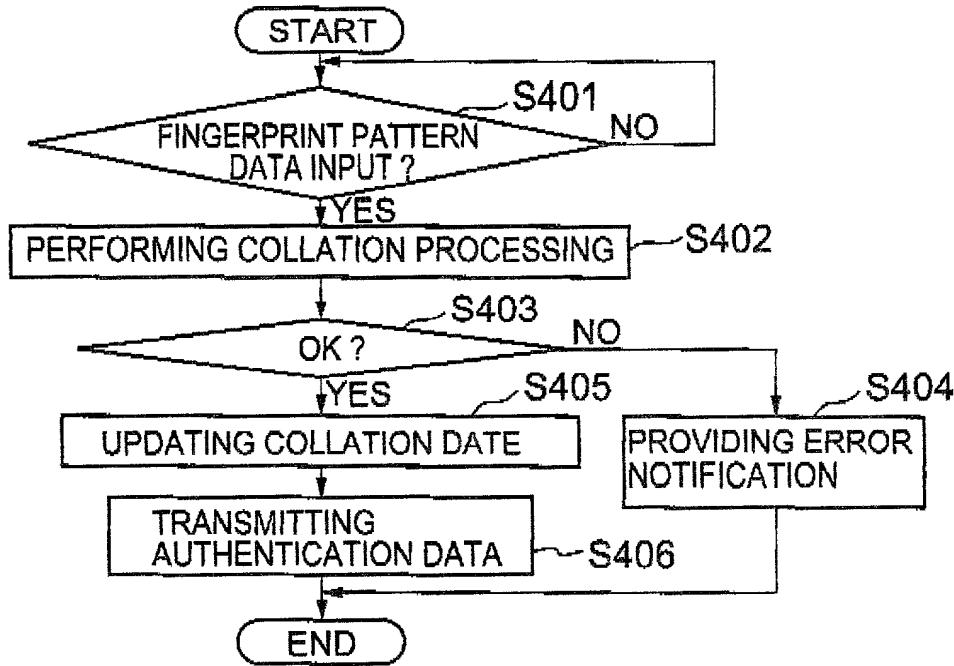 START
S401
NO
FINGERPRINT PATTERN
DATA INPUT ?
YES
PERFORMING COLLATION PROCESSING
S402
S403
NO
OK ?
YES
S405
S404
UPDATING COLLATION DATE
PROVIDING ERROR
NOTIFICATION
TRANSMITTING
AUTHENTICATION DATA
S406
END